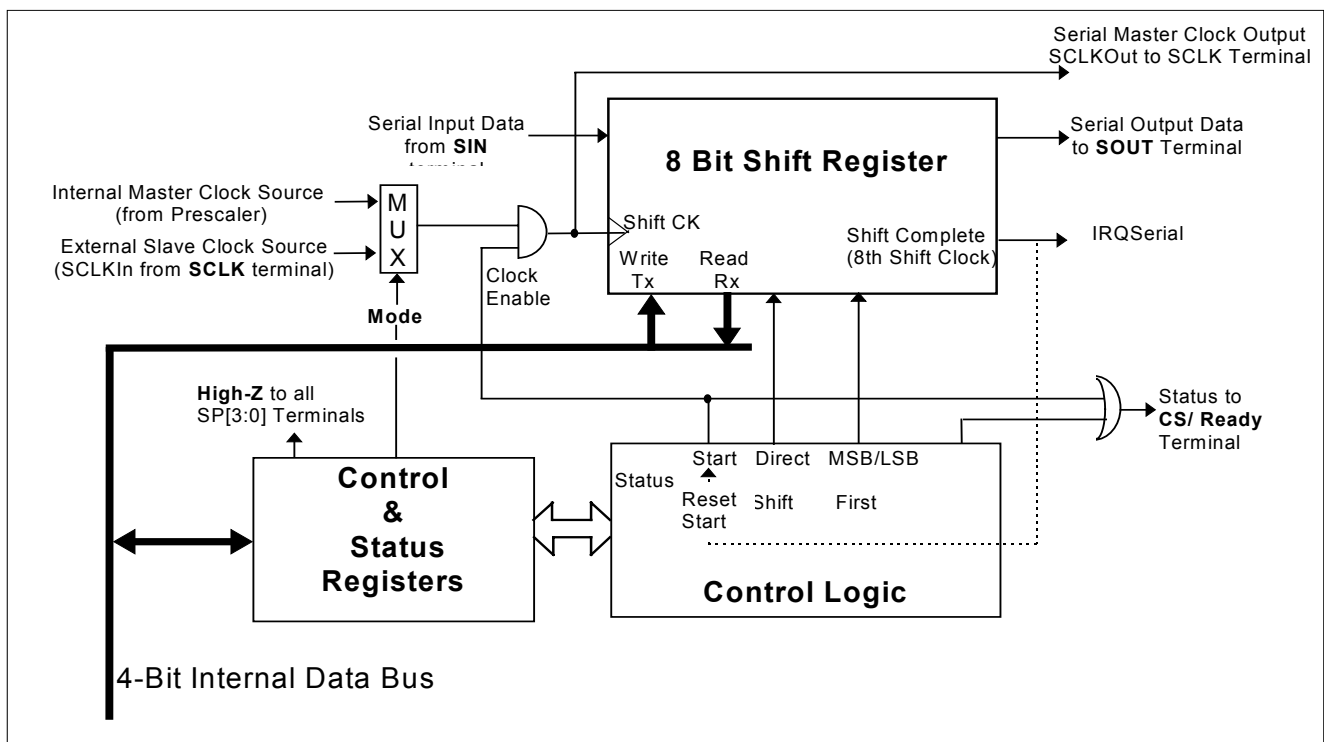 Serial Master Clock Output
SCLKOut to SCLK Terminal
Serial Input Data
from SIN
8 Bit Shift Register
Serial Output Data
to SOUT Terminal
Internal Master Clock Source
(from Prescaler)
M
U
X
External Slave Clock Source
(SCLKIn from SCLK terminal)
Shift CK
Clock
Enable
Write
Tx
Read
Rx
Shift Complete
(8th Shift Clock)
IRQSerial
Mode
High-Z to all
SP[3:0] Terminals
Status to
CS/ Ready
Terminal
Control
&
Status
Registers
Status
Start
Direct
MSB/LSB
Reset
Start
Shift
First
Control Logic
4-Bit Internal Data Bus